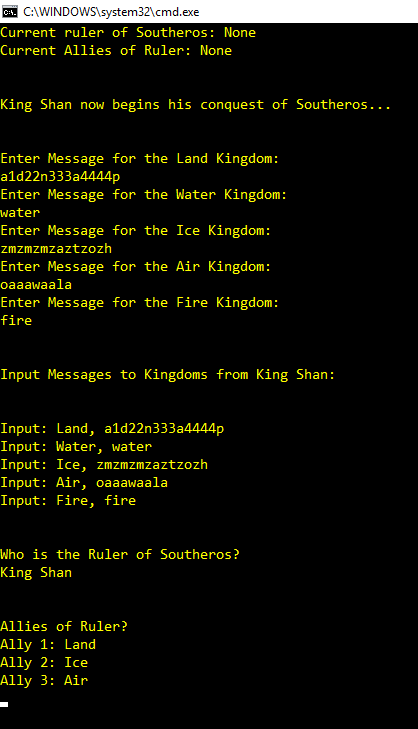 C:\WINDOWS\system32\cmd.exe
Current ruler of Southeros: None
Current Allies of Ruler: None
King Shan now begins his conquest of Southeros...
Enter Message for the Land Kingdom:
a1d22n333a4444p
Enter Message for the Water Kingdom:
water
Enter Message for the Ice Kingdom:
zmzmzmzaztzozh
Enter Message for the Air Kingdom:
oaaawaala
Enter Message for the Fire Kingdom:
fire
Input Messages to Kingdoms from King Shan:
Input: Land, a1d22n333a4444p
Input: Water, water
Input: Ice, zmzmzmzaztzozh
Input: Air, oaaawaala
Input: Fire, fire
Who is the Ruler of Southeros?
King Shan
Allies of Ruler?
Ally 1: Land
Ally 2: Ice
Ally 3: Air